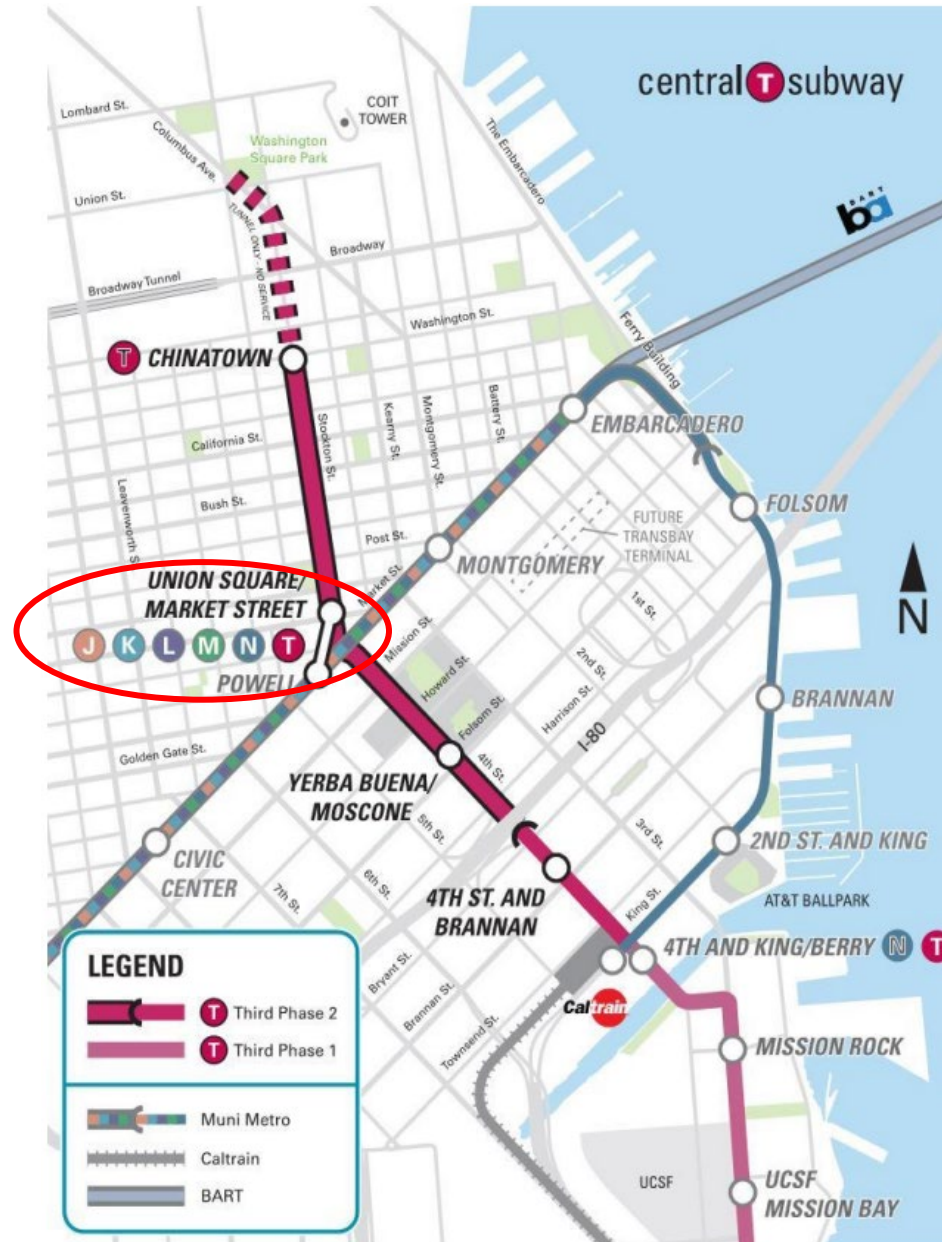 central T subway
Lombard St.
COIT
TOWER
Columbus Ave.
Washington
Square Park
The Embarcadero
Union St.
BART
ba
TUNNEL ONLY - NO SERVICE
Broadway
Broadway Tunnel
Washington St.
Ferry Building
T CHINATOWN
Stockton St.
Kearny St.
Montgomery St.
Battery St.
EMBARCADERO
California St.
Leavenworth S
Bush St.
FOLSOM
FUTURE
TRANSBAY
TERMINAL
Post St.
MONTGOMERY
Market St.
UNION SQUARE/
MARKET STREET
1st St.
N
J K L M N T
Mission St.
POWELL
Howard St.
2nd St.
Folsom St.
Harrison St.
BRANNAN
I-80
Golden Gate St.
4th St.
YERBA BUENA/
MOSCONE
5th St.
3rd St.
CIVIC
CENTER
6th St.
2ND ST. AND KING
7th St.
4TH ST. AND
BRANNAN
King St.
AT&T BALLPARK
4TH AND KING/BERRY N T
Bryant St.
Brannan St.
Caltrain
Townsend St.
MISSION ROCK
UCSF
UCSF
MISSION BAY
LEGEND
T Third Phase 2
T Third Phase 1
Muni Metro
Caltrain
BART